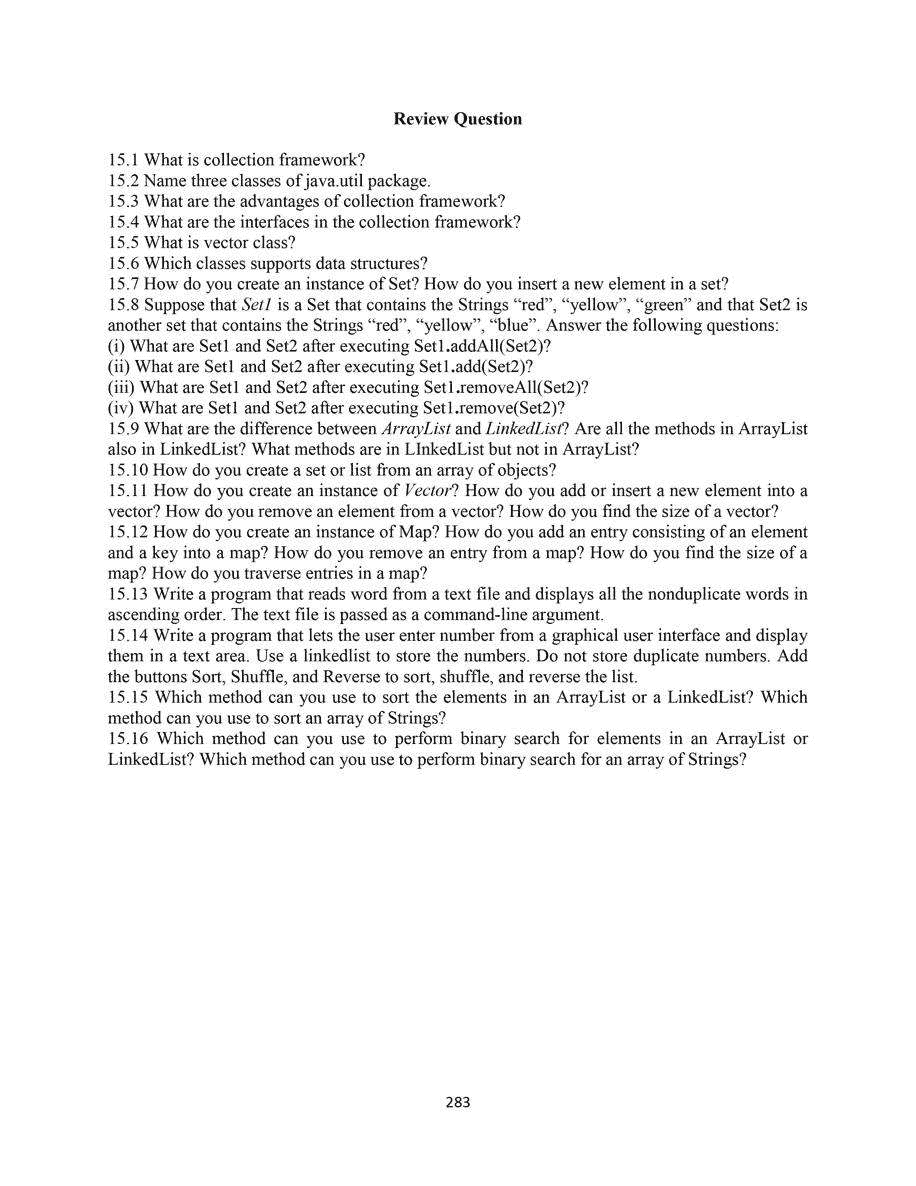 Review Question
15.1 What is collection framework?
15.2 Name three classes of java.util package.
15.3 What are the advantages of collection framework?
15.4 What are the interfaces in the collection framework?
15.5 What is vector class?
15.6 Which classes supports data structures?
15.7 How do you create an instance of Set? How do you insert a new element in a set?
15.8 Suppose that Set1 is a Set that contains the Strings “red”, “yellow”, “green” and that Set2 is
another set that contains the Strings “red”, “yellow”, “blue”. Answer the following questions:
(i) What are Set1 and Set2 after executing Set1.addAll(Set2)?
(ii) What are Set1 and Set2 after executing Set1.add(Set2)?
(iii) What are Set1 and Set2 after executing Set1.removeAll(Set2)?
(iv) What are Set1 and Set2 after executing Set1.remove(Set2)?
15.9 What are the difference between ArrayList and LinkedList? Are all the methods in ArrayList
also in LinkedList? What methods are in LInkedList but not in ArrayList?
15.10 How do you create a set or list from an array of objects?
15.11 How do you create an instance of Vector? How do you add or insert a new element into a
vector? How do you remove an element from a vector? How do you find the size of a vector?
15.12 How do you create an instance of Map? How do you add an entry consisting of an element
and a key into a map? How do you remove an entry from a map? How do you find the size of a
map? How do you traverse entries in a map?
15.13 Write a program that reads word from a text file and displays all the nonduplicate words in
ascending order. The text file is passed as a command-line argument.
15.14 Write a program that lets the user enter number from a graphical user interface and display
them in a text area. Use a linkedlist to store the numbers. Do not store duplicate numbers. Add
the buttons Sort, Shuffle, and Reverse to sort, shuffle, and reverse the list.
15.15 Which method can you use to sort the elements in an ArrayList or a LinkedList? Which
method can you use to sort an array of Strings?
15.16 Which method can you use to perform binary search for elements in an ArrayList or
LinkedList? Which method can you use to perform binary search for an array of Strings?
283